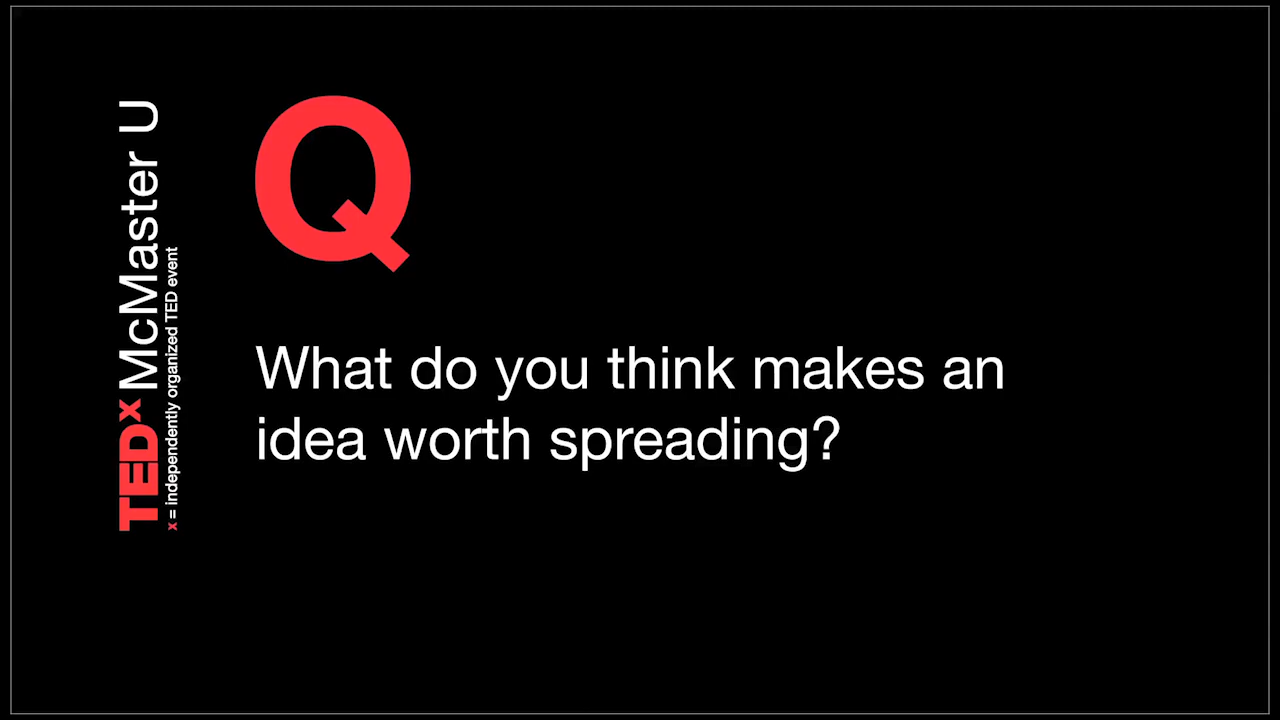 TEDx McMaster U
x = independently organized TED event
Q
What do you think makes an
idea worth spreading?